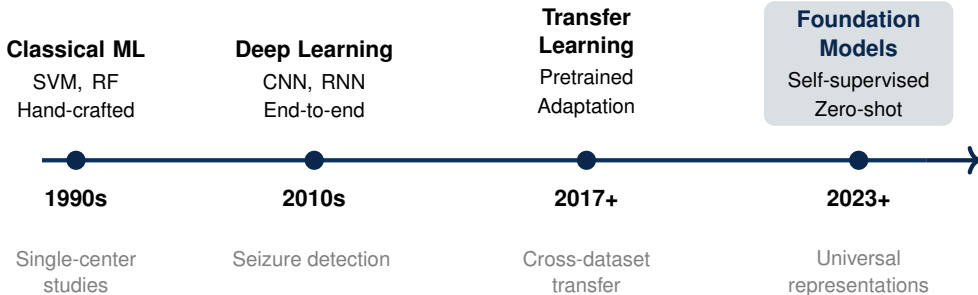 Classical ML
SVM, RF
Hand-crafted
1990s
Single-center
studies
Deep Learning
CNN, RNN
End-to-end
2010s
Seizure detection
Transfer
Learning
Pretrained
Adaptation
2017+
Cross-dataset
transfer
Foundation
Models
Self-supervised
Zero-shot
2023+
Universal
representations